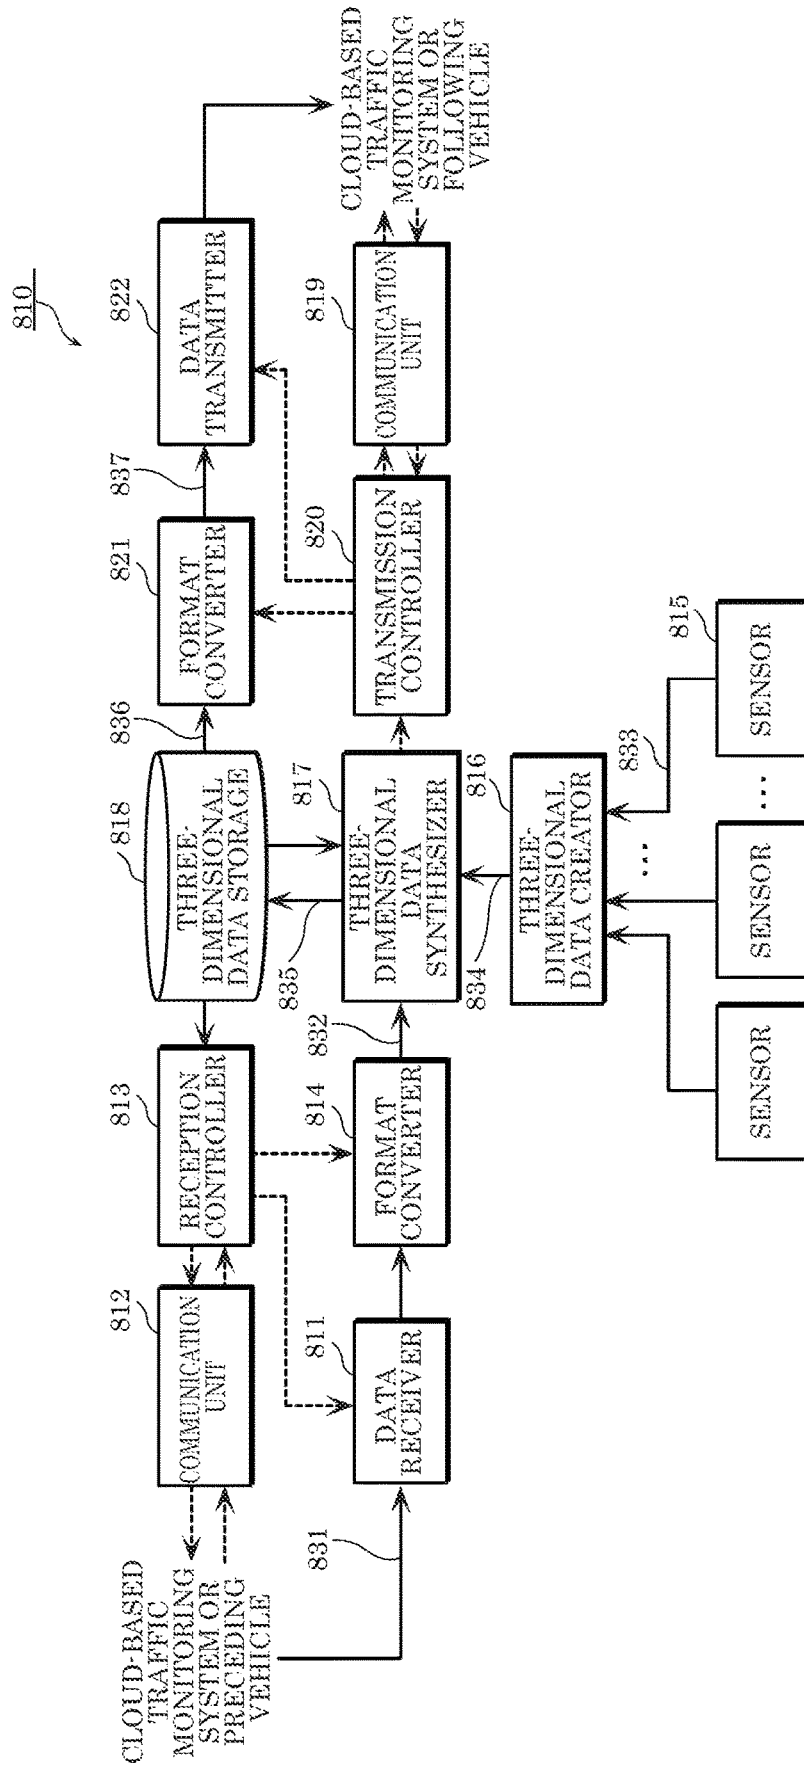 810
CLOUD-BASED
TRAFFIC
MONITORING
SYSTEM OR
PRECEDING
VEHICLE
812
COMMUNICATION
UNIT
813
RECEPTION
CONTROLLER
818
THREE-
DIMENSIONAL
DATA STORAGE
836
821
FORMAT
CONVERTER
837
822
DATA
TRANSMITTER
831
811
DATA
RECEIVER
814
FORMAT
CONVERTER
832
835
817
THREE-
DIMENSIONAL
DATA
SYNTHESIZER
820
TRANSMISSION
CONTROLLER
819
COMMUNICATION
UNIT
CLOUD-BASED
TRAFFIC
MONITORING
SYSTEM OR
FOLLOWING
VEHICLE
834
816
THREE-
DIMENSIONAL
DATA CREATOR
833
...
...
815
SENSOR
SENSOR
SENSOR